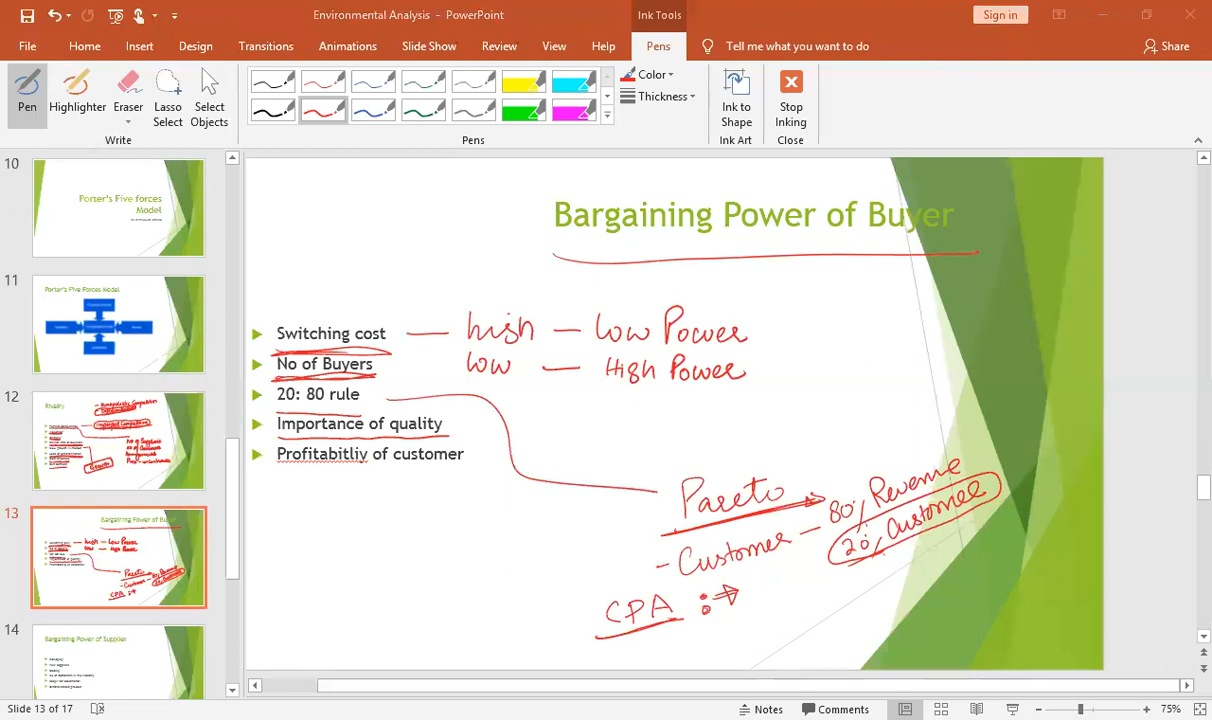 Environmental Analysis - PowerPoint
Ink Tools
Sign in
File
Home
Insert
Design
Transitions
Animations
Slide Show
Review
View
Help
Pens
Tell me what you want to do
Share
Pen
Highlighter
Eraser
Lasso Select
Select Objects
Write
Pens
Color
Thickness
Ink to Shape
Ink Art
Stop Inking
Close
10
Porter's Five forces
Model
11
Porter's Five Forces Model
12
Rivalry
13
Bargaining Power of Buyer
14
Bargaining Power of Supplier
Bargaining Power of Buyer
Switching cost — high — low Power
No of Buyers low — High Power
20: 80 rule
Importance of quality
Profitabitliy of customer
Pareto → 80% Revenue
- Customer — 20% Customer
CPA :→
Slide 13 of 17
Notes
Comments
75%